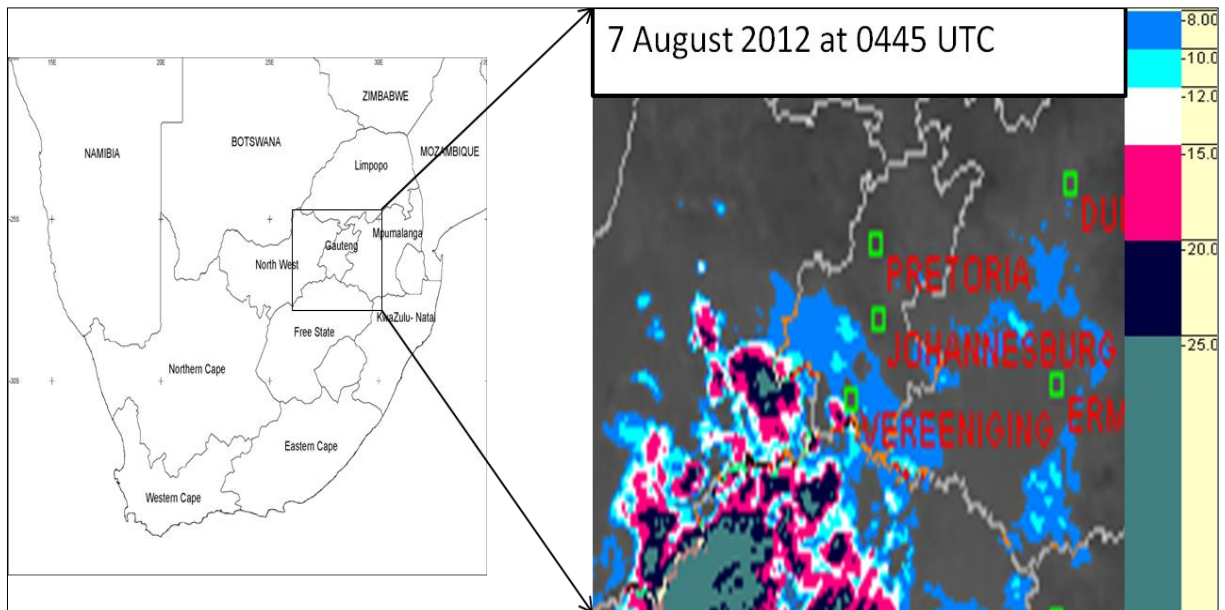 15E
20E
25E
30E
35
ZIMBABWE
NAMIBIA
BOTSWANA
MOZAMBIQUE
Limpopo
25S
Mpumalanga
Gauteng
North West
KwaZulu- Natal
Free State
Northern Cape
30S
Eastern Cape
Western Cape
7 August 2012 at 0445 UTC
DUL
PRETORIA
JOHANNESBURG
ERM
VEREENIGING
-8.00
-10.0
-12.0
-15.0
-20.0
-25.0